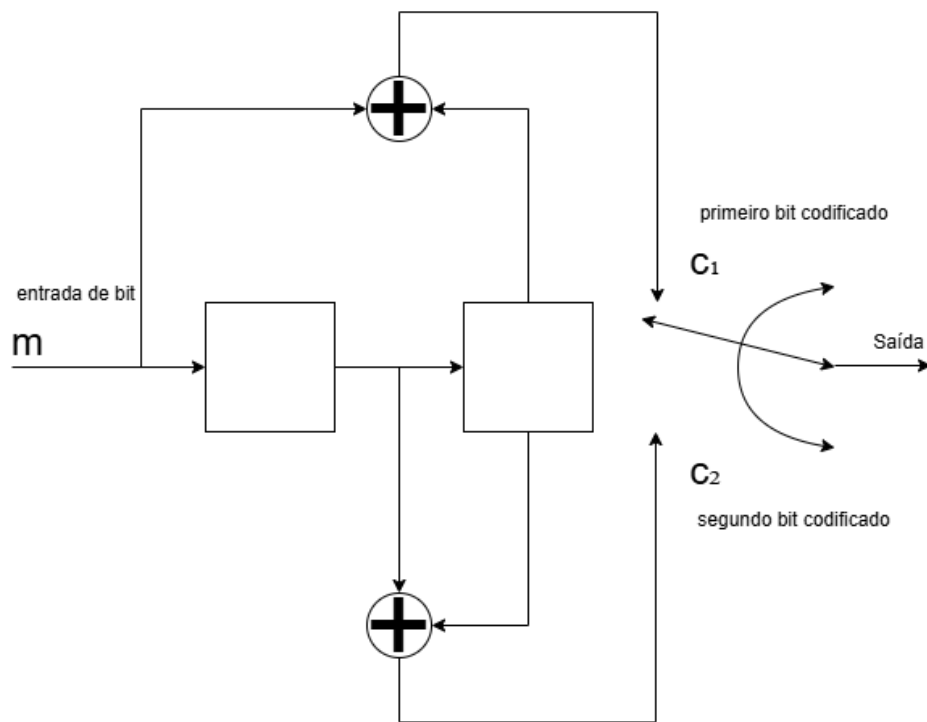 primeiro bit codificado
C₁
entrada de bit
m
Saída
C₂
segundo bit codificado